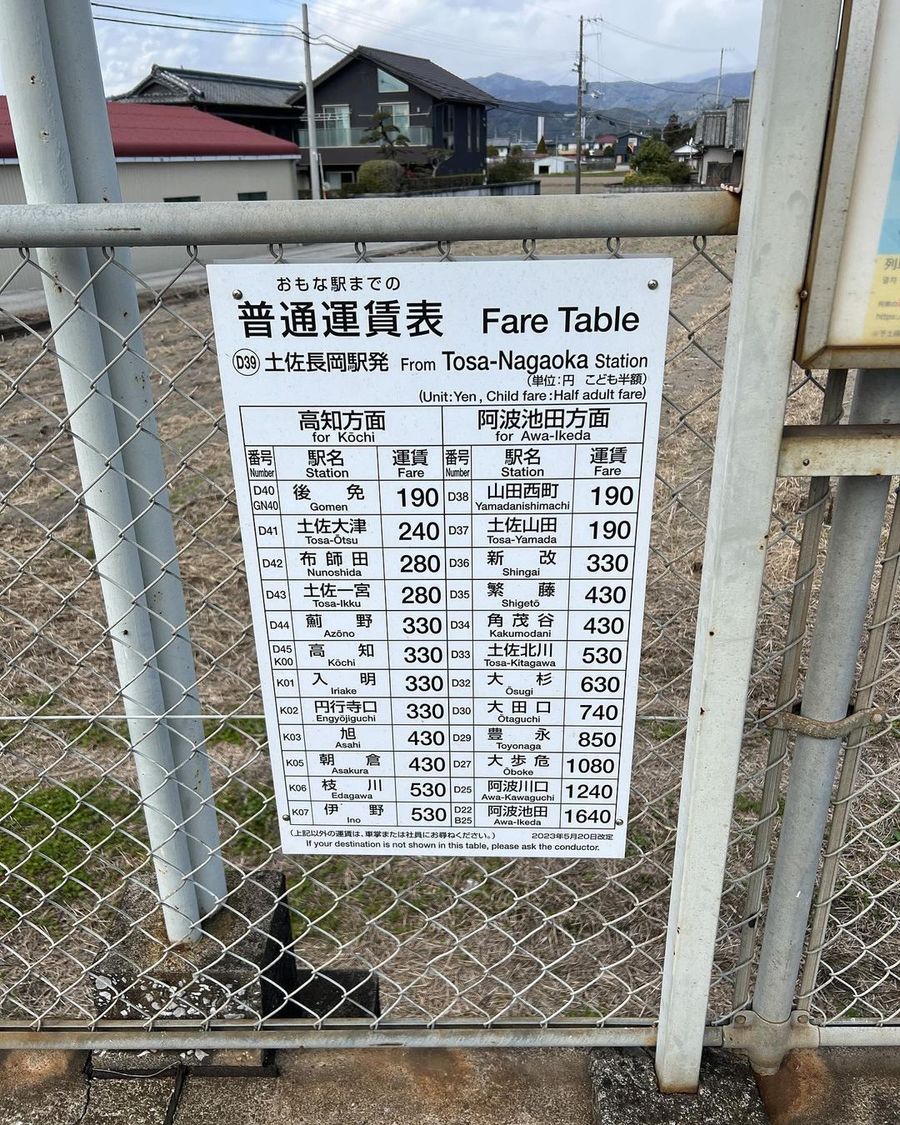 おもな駅までの
普通運賃表 Fare Table
D39 土佐長岡駅発 From Tosa-Nagaoka Station
(単位:円 こども半額)
(Unit:Yen, Child fare:Half adult fare)
高知方面 阿波池田方面
for Kōchi for Awa-Ikeda
番号 駅名 運賃 番号 駅名 運賃
Number Station Fare Number Station Fare
D40 GN40 後免 Gomen 190 D38 山田西町 Yamadanishimachi 190
D41 土佐大津 Tosa-Ōtsu 240 D37 土佐山田 Tosa-Yamada 190
D42 布師田 Nunoshida 280 D36 新改 Shingai 330
D43 土佐一宮 Tosa-Ikku 280 D35 繁藤 Shigetō 430
D44 薊野 Azōno 330 D34 角茂谷 Kakumodani 430
D45 K00 高知 Kōchi 330 D33 土佐北川 Tosa-Kitagawa 530
K01 入明 Iriake 330 D32 大杉 Ōsugi 630
K02 円行寺口 Engyōjiguchi 330 D30 大田口 Ōtaguchi 740
K03 旭 Asahi 430 D29 豊永 Toyonaga 850
K05 朝倉 Asakura 430 D27 大歩危 Ōboke 1080
K06 枝川 Edagawa 530 D25 阿波川口 Awa-Kawaguchi 1240
K07 伊野 Ino 530 D22 B25 阿波池田 Awa-Ikeda 1640
(上記以外の運賃は、車掌または社員にお尋ねください。) 2023年5月20日改定
If your destination is not shown in this table, please ask the conductor.